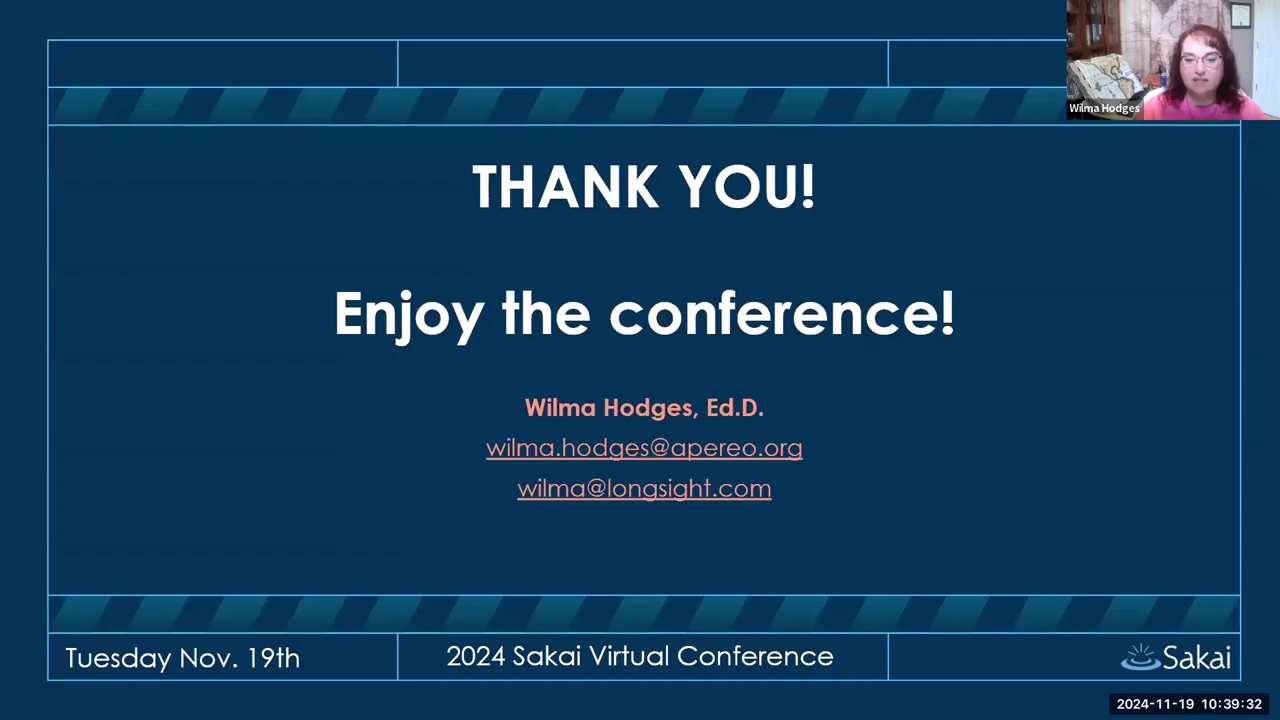 Wilma Hodges
THANK YOU!
Enjoy the conference!
Wilma Hodges, Ed.D.
wilma.hodges@apereo.org
wilma@longsight.com
Tuesday Nov. 19th
2024 Sakai Virtual Conference
Sakai
2024-11-19 10:39:32